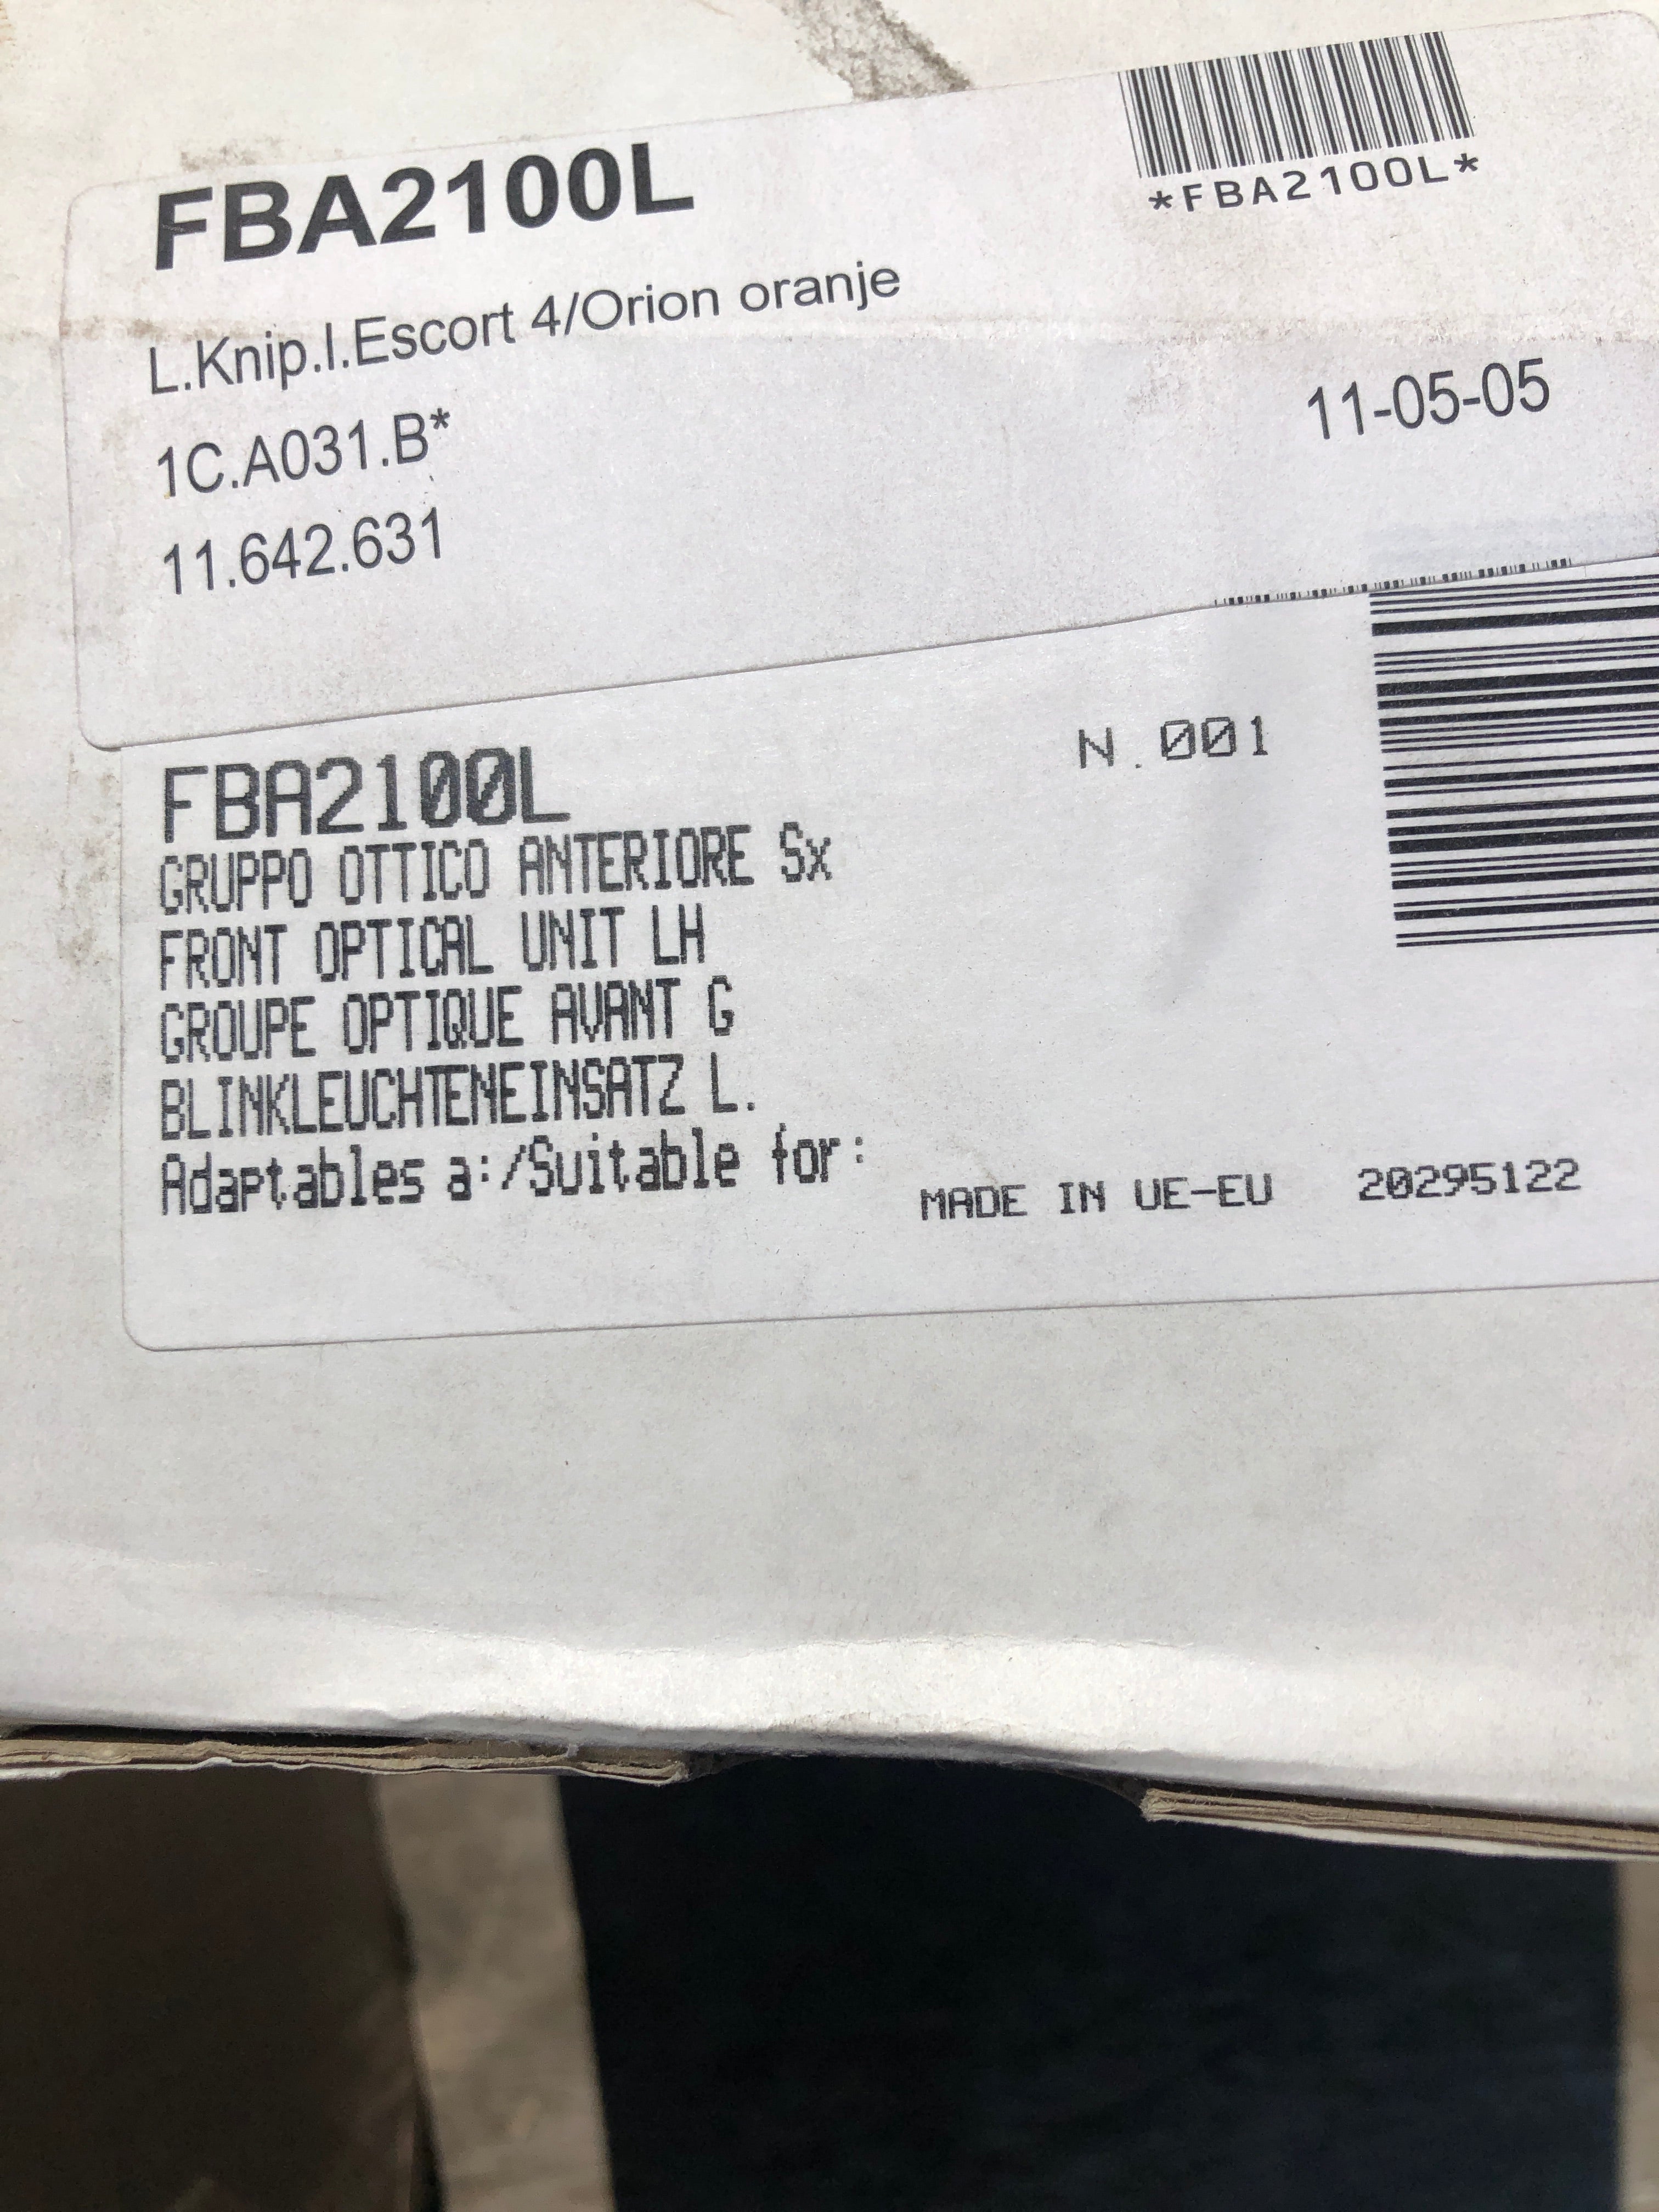 FBA2100L
*FBA2100L*
L.Knip.l.Escort 4/Orion oranje
1C.A031.B*
11-05-05
11.642.631
FBA2100L
N.001
GRUPPO OTTICO ANTERIORE Sx
FRONT OPTICAL UNIT LH
GROUPE OPTIQUE AVANT G
BLINKLEUCHTENEINSATZ L.
Adaptables a:/Suitable for:
MADE IN UE-EU 20295122